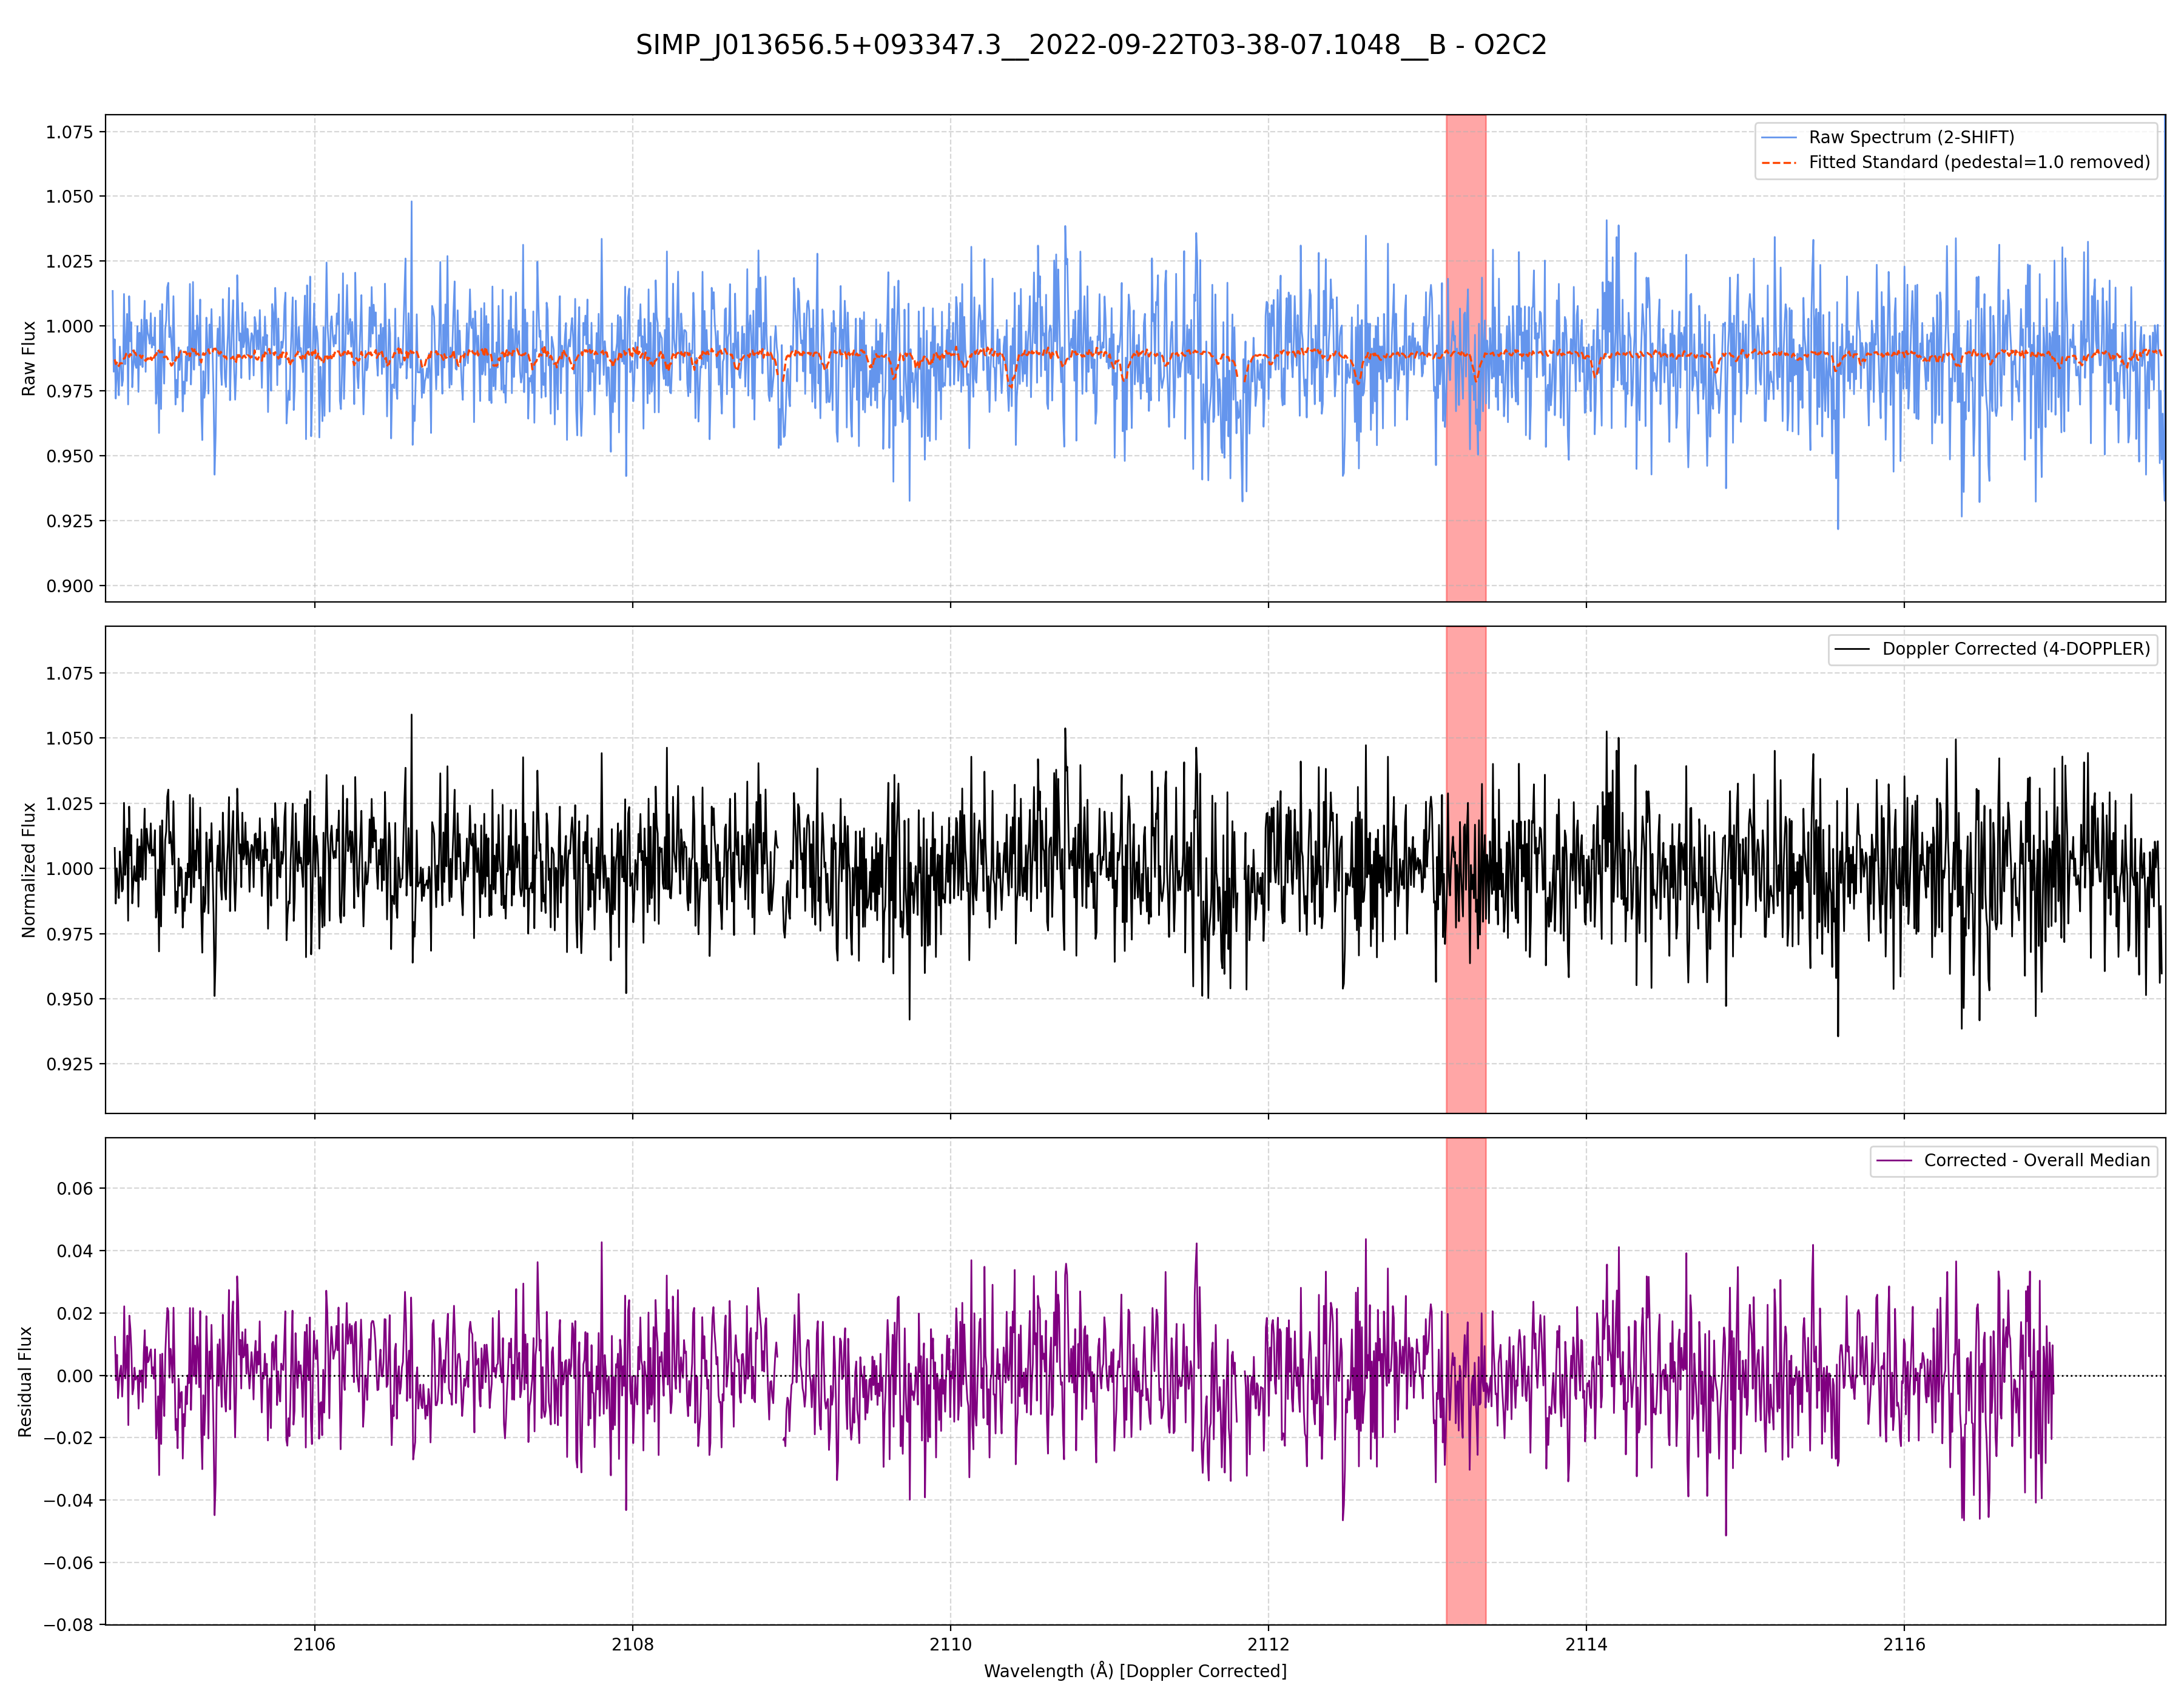 SIMP_J013656.5+093347.3__2022-09-22T03-38-07.1048__B - O2C2
Raw Flux
1.075
1.050
1.025
1.000
0.975
0.950
0.925
0.900
Raw Spectrum (2-SHIFT)
Fitted Standard (pedestal=1.0 removed)
Normalized Flux
1.075
1.050
1.025
1.000
0.975
0.950
0.925
Doppler Corrected (4-DOPPLER)
Residual Flux
0.06
0.04
0.02
0.00
−0.02
−0.04
−0.06
−0.08
Corrected - Overall Median
2106 2108 2110 2112 2114 2116
Wavelength (Å) [Doppler Corrected]